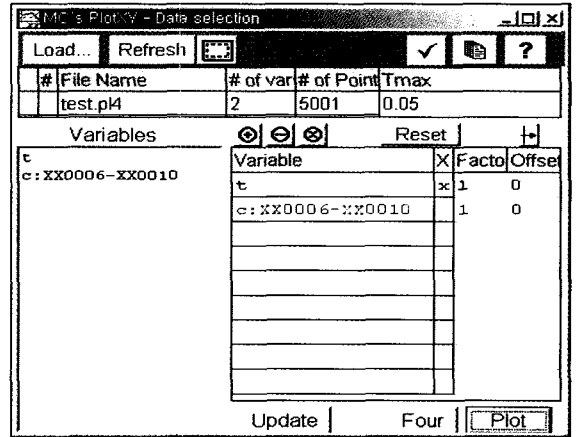 MC's PlotXY - Data selection
Load... Refresh ?
# File Name # of var # of Point Tmax
test.pl4 2 5001 0.05
Variables Reset
t
c:XX0006-XX0010
Variable X Facto Offset
t x 1 0
c:XX0006-XX0010 1 0
Update Four Plot